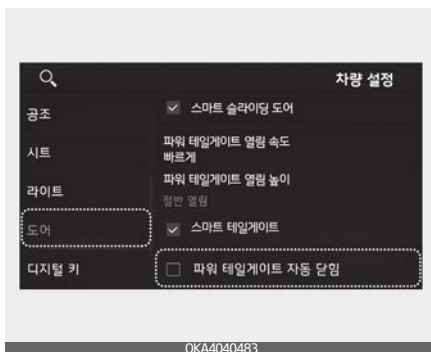 차량 설정
공조
시트
라이트
도어
디지털 키
스마트 슬라이딩 도어
파워 테일게이트 열림 속도
빠르게
파워 테일게이트 열림 높이
절반 열림
스마트 테일게이트
파워 테일게이트 자동 닫힘
OKA4040483